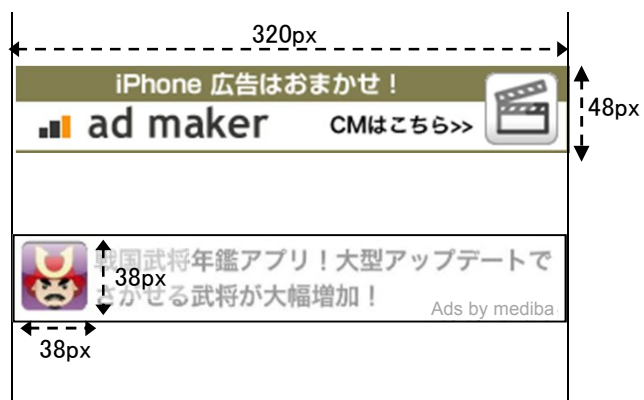 320px
iPhone 広告はおまかせ！
ad maker
CMはこちら>>
48px
戦国武将年鑑アプリ！大型アップデートで
さかせる武将が大幅増加！
38px
Ads by mediba
38px